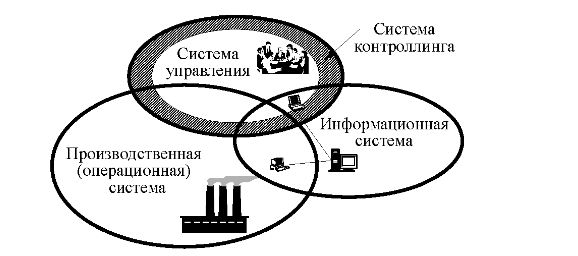 Система
управления
Система
контроллинга
Информационная
система
Производственная
(операционная)
система